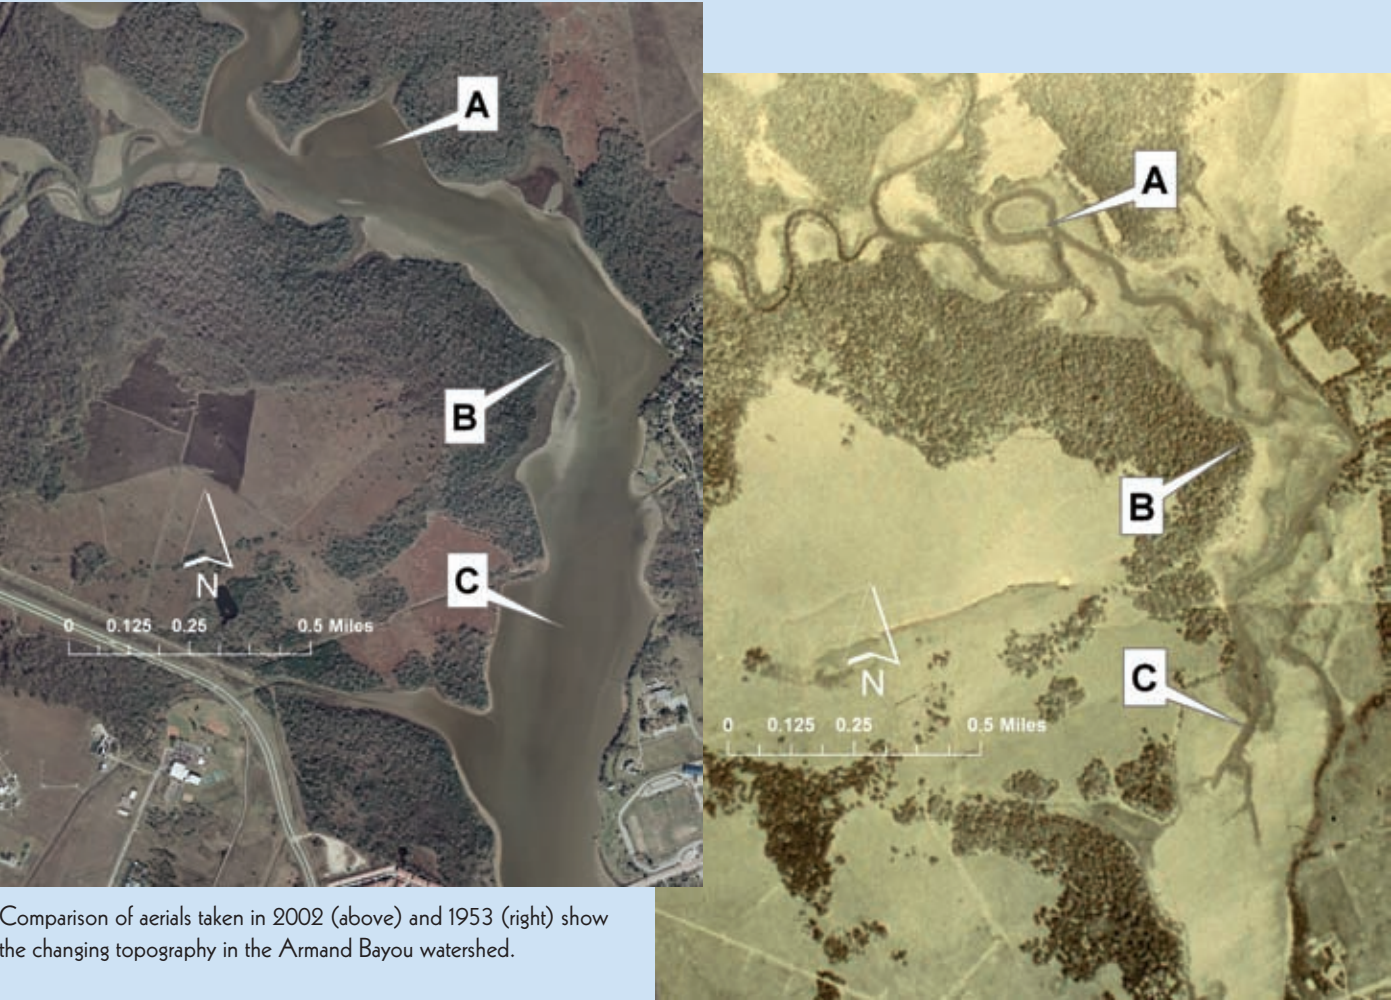 A
B
C
N
0 0.125 0.25 0.5 Miles
A
B
C
N
0 0.125 0.25 0.5 Miles
Comparison of aerials taken in 2002 (above) and 1953 (right) show
the changing topography in the Armand Bayou watershed.